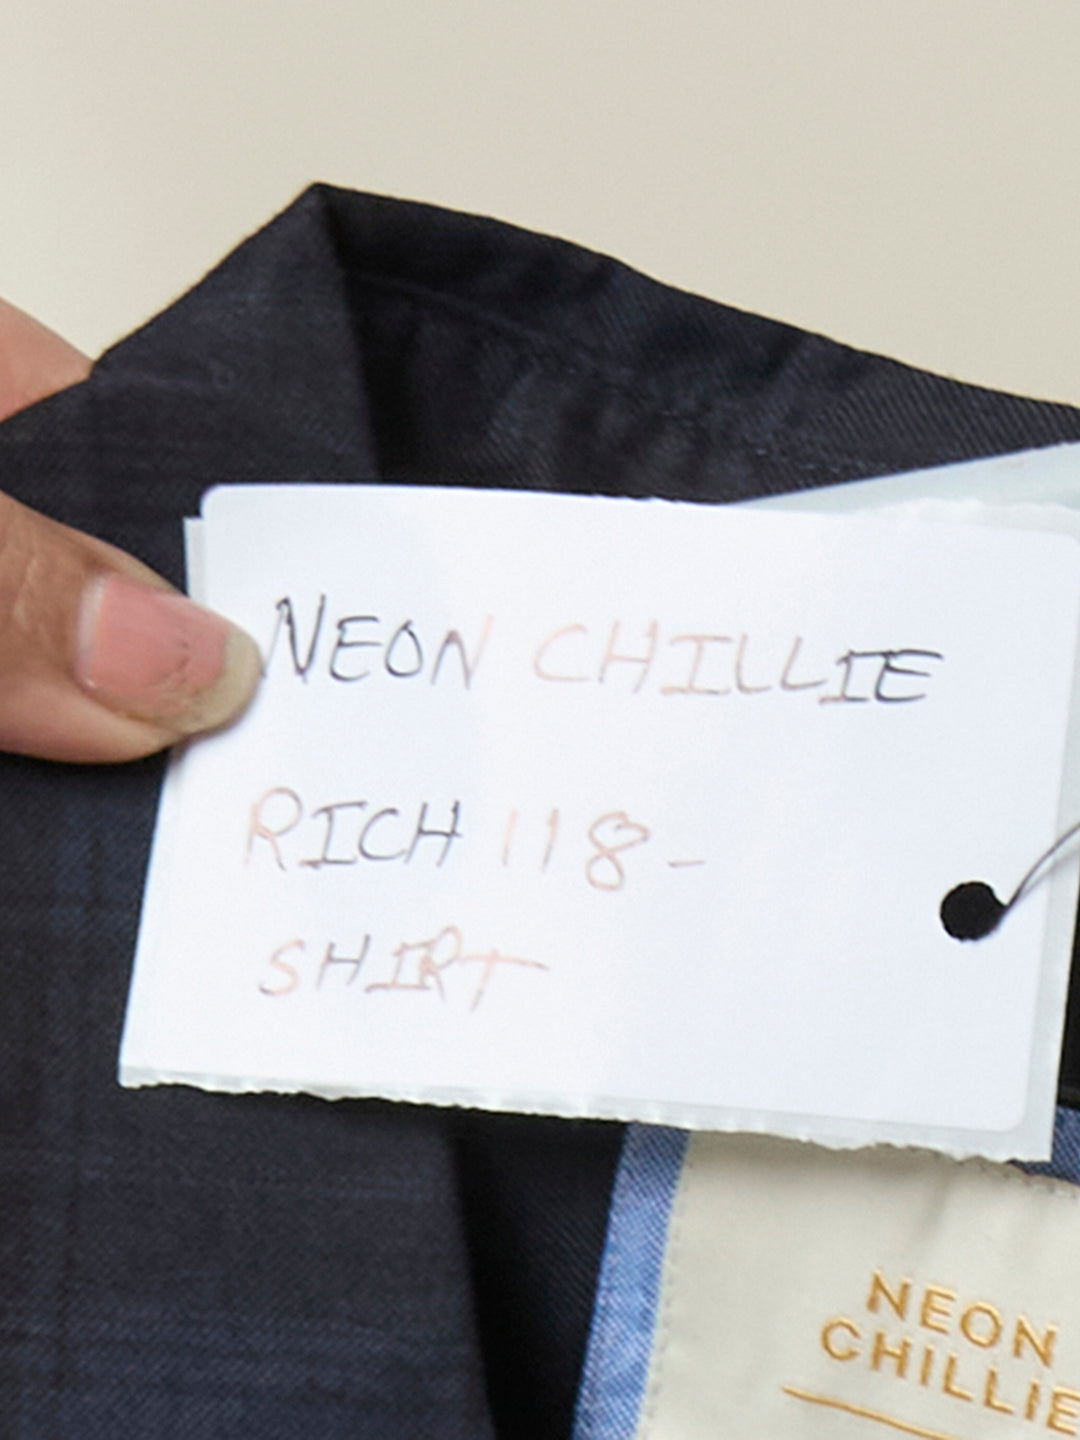 NEON CHILLIE
RICH 118-
SHIRT
NEON
CHILLIE